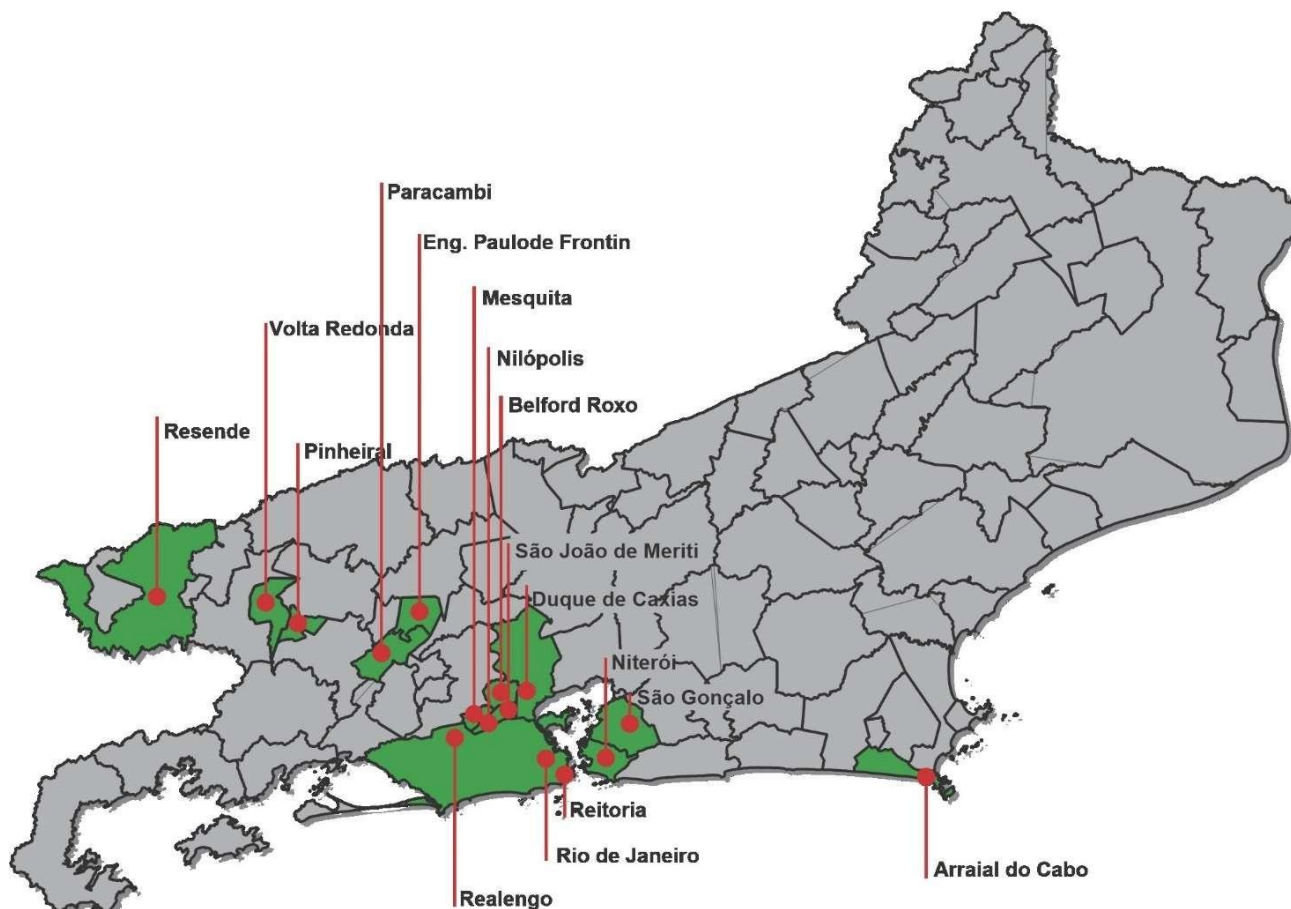 Paracambi
Eng. Paulode Frontin
Mesquita
Volta Redonda
Nilópolis
Belford Roxo
Resende
Pinheiral
São João de Meriti
Duque de Caxias
Niterói
São Gonçalo
Reitoria
Rio de Janeiro
Arraial do Cabo
Realengo